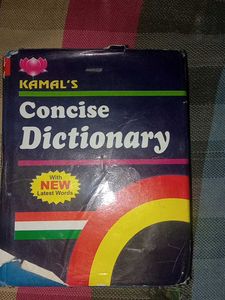 KAMAL'S
Concise
Dictionary
With
NEW
Latest Words